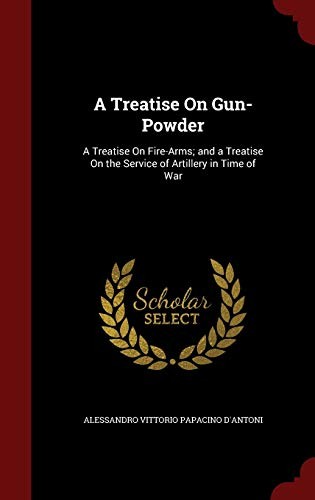 A Treatise On Gun-
Powder
A Treatise On Fire-Arms; and a Treatise
On the Service of Artillery in Time of
War
Scholar
SELECT
ALESSANDRO VITTORIO PAPACINO D'ANTONI